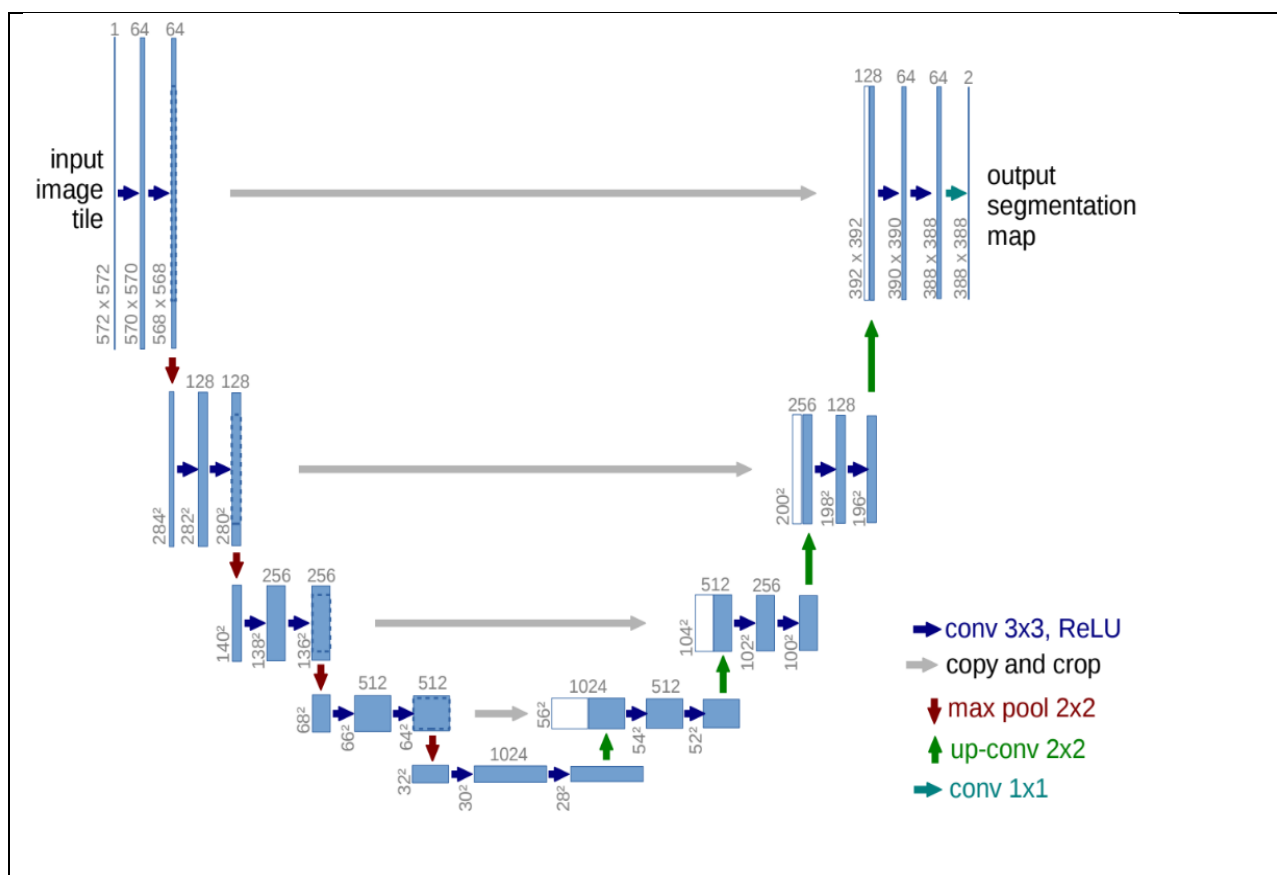 1 64 64
128 64 64 2
input
image
tile
output
segmentation
map
572 x 572
570 x 570
568 x 568
392 x 392
390 x 390
388 x 388
388 x 388
128 128
256 128
284²
282²
280²
200²
198²
196²
256 256
512 256
140²
138²
136²
104²
102²
100²
512 512
1024 512
68²
66²
64²
56²
54²
52²
1024
32²
30²
28²
conv 3x3, ReLU
copy and crop
max pool 2x2
up-conv 2x2
conv 1x1